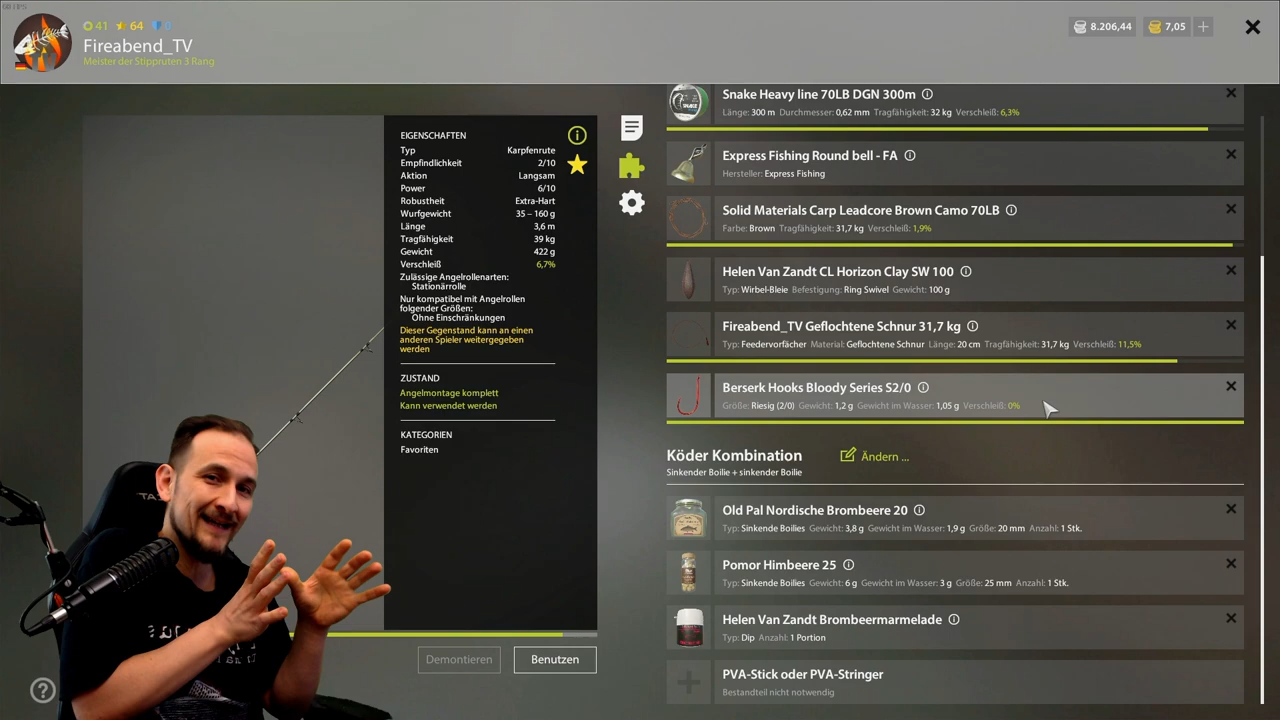 41 64 0
Fireabend_TV
Meister der Stippruten 3 Rang
8.206,44
7,05
EIGENSCHAFTEN
Typ Karpfenrute
Empfindlichkeit 2/10
Aktion Langsam
Power 6/10
Robustheit Extra-Hart
Wurfgewicht 35 – 160 g
Länge 3,6 m
Tragfähigkeit 39 kg
Gewicht 422 g
Verschleiß 6,7%
Zulässige Angelrollenarten:
Stationärrolle
Nur kompatibel mit Angelrollen
folgender Größen:
Ohne Einschränkungen
Dieser Gegenstand kann an einen
anderen Spieler weitergegeben
werden
ZUSTAND
Angelmontage komplett
Kann verwendet werden
KATEGORIEN
Favoriten
Demontieren
Benutzen
Snake Heavy line 70LB DGN 300m
Länge: 300 m Durchmesser: 0,62 mm Tragfähigkeit: 32 kg Verschleiß: 6,3%
Express Fishing Round bell - FA
Hersteller: Express Fishing
Solid Materials Carp Leadcore Brown Camo 70LB
Farbe: Brown Tragfähigkeit: 31,7 kg Verschleiß: 1,9%
Helen Van Zandt CL Horizon Clay SW 100
Typ: Wirbel-Bleie Befestigung: Ring Swivel Gewicht: 100 g
Fireabend_TV Geflochtene Schnur 31,7 kg
Typ: Feedervorfächer Material: Geflochtene Schnur Länge: 20 cm Tragfähigkeit: 31,7 kg Verschleiß: 11,5%
Berserk Hooks Bloody Series S2/0
Größe: Riesig (2/0) Gewicht: 1,2 g Gewicht im Wasser: 1,05 g Verschleiß: 0%
Köder Kombination
Ändern ...
Sinkender Boilie + sinkender Boilie
Old Pal Nordische Brombeere 20
Typ: Sinkende Boilies Gewicht: 3,8 g Gewicht im Wasser: 1,9 g Größe: 20 mm Anzahl: 1 Stk.
Pomor Himbeere 25
Typ: Sinkende Boilies Gewicht: 6 g Gewicht im Wasser: 3 g Größe: 25 mm Anzahl: 1 Stk.
Helen Van Zandt Brombeermarmelade
Typ: Dip Anzahl: 1 Portion
PVA-Stick oder PVA-Stringer
Bestandteil nicht notwendig